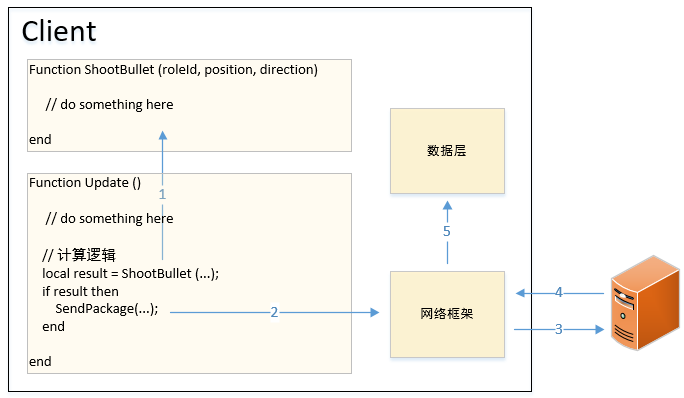 Client
Function ShootBullet (roleId, position, direction)
// do something here
end
Function Update ()
// do something here
// 计算逻辑
local result = ShootBullet (...);
if result then
SendPackage(...);
end
end
1
2
数据层
5
网络框架
4
3